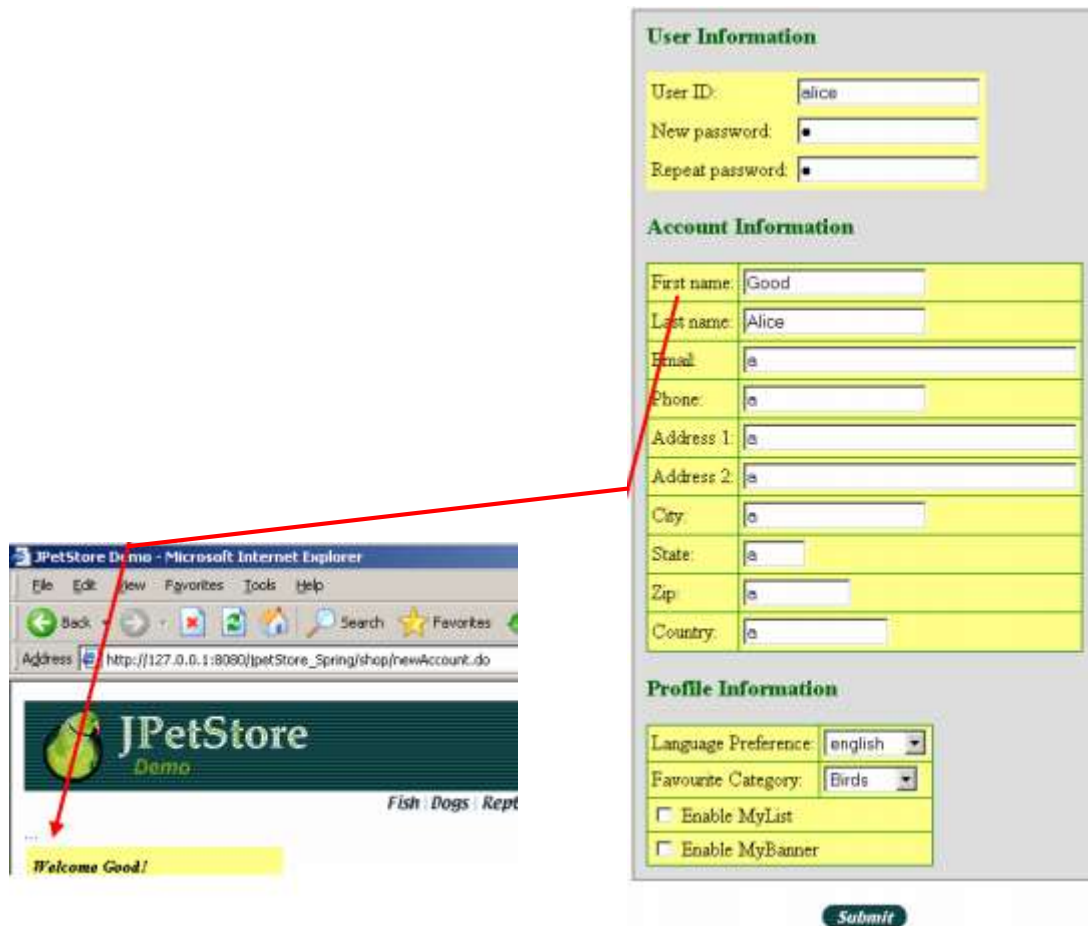 User Information
User ID: alice
New password: ●
Repeat password: ●
Account Information
First name: Good
Last name: Alice
Email: a
Phone: a
Address 1: a
Address 2: a
City: a
State: a
Zip: a
Country: a
Profile Information
Language Preference: english
Favourite Category: Birds
Enable MyList
Enable MyBanner
Submit
JPetStore Demo - Microsoft Internet Explorer
File Edit View Favorites Tools Help
Back Search Favorites
Address http://127.0.0.1:8080/jpetStore_Spring/shop/newAccount.do
JPetStore
Demo
Fish | Dogs | Rept
...
Welcome Good!